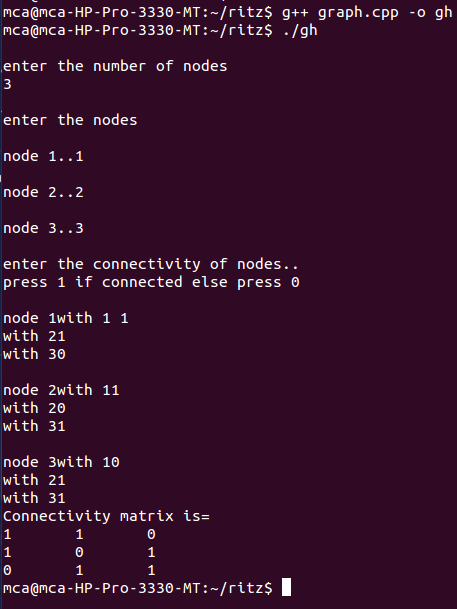 mca@mca-HP-Pro-3330-MT:~/ritz$ g++ graph.cpp -o gh
mca@mca-HP-Pro-3330-MT:~/ritz$ ./gh
enter the number of nodes
3
enter the nodes
node 1..1
node 2..2
node 3..3
enter the connectivity of nodes..
press 1 if connected else press 0
node 1with 1 1
with 21
with 30
node 2with 11
with 20
with 31
node 3with 10
with 21
with 31
Connectivity matrix is=
1 1 0
1 0 1
0 1 1
mca@mca-HP-Pro-3330-MT:~/ritz$